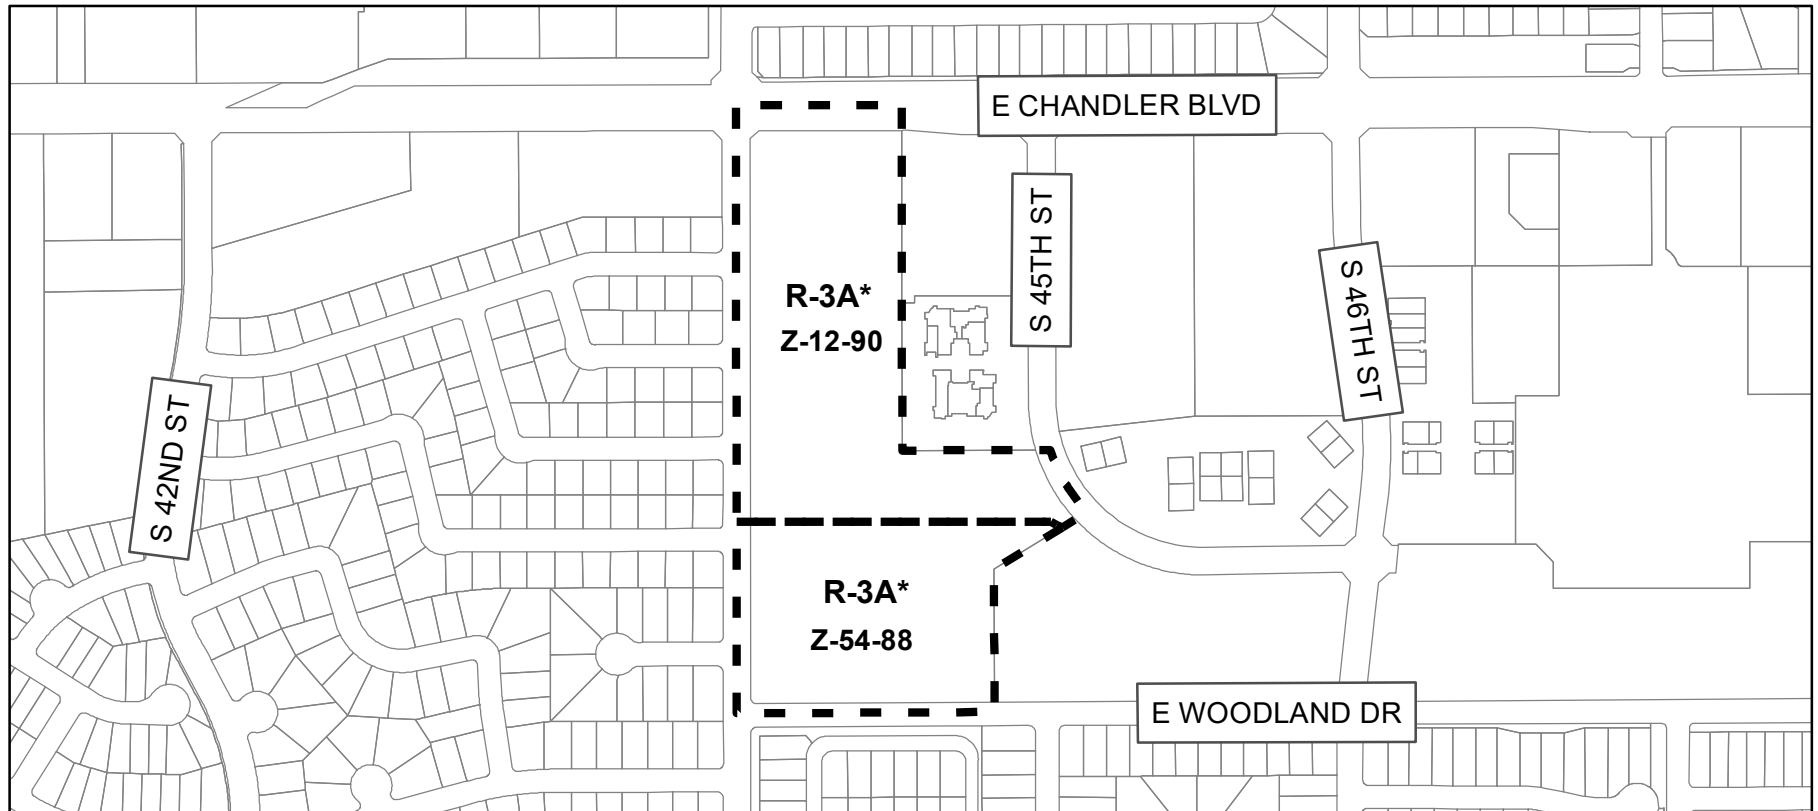 E CHANDLER BLVD
S 45TH ST
R-3A*
Z-12-90
S 46TH ST
S 42ND ST
R-3A*
Z-54-88
E WOODLAND DR